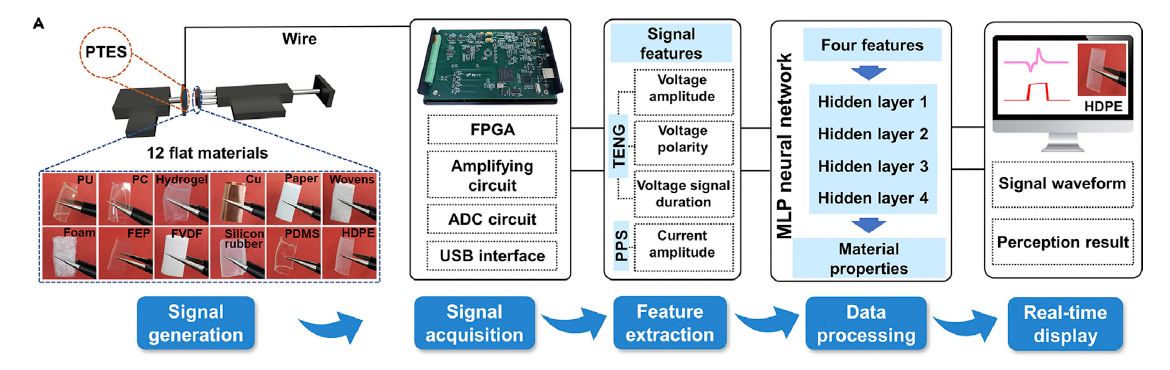 A
PTES
Wire
12 flat materials
PU
PC
Hydrogel
Cu
Paper
Wovens
Foam
FEP
FVDF
Silicon
rubber
PDMS
HDPE
Signal
generation
FPGA
Amplifying
circuit
ADC circuit
USB interface
Signal
acquisition
Signal
features
TENG
Voltage
amplitude
Voltage
polarity
Voltage signal
duration
PPS
Current
amplitude
Feature
extraction
MLP neural network
Four features
Hidden layer 1
Hidden layer 2
Hidden layer 3
Hidden layer 4
Material
properties
Data
processing
HDPE
Signal waveform
Perception result
Real-time
display